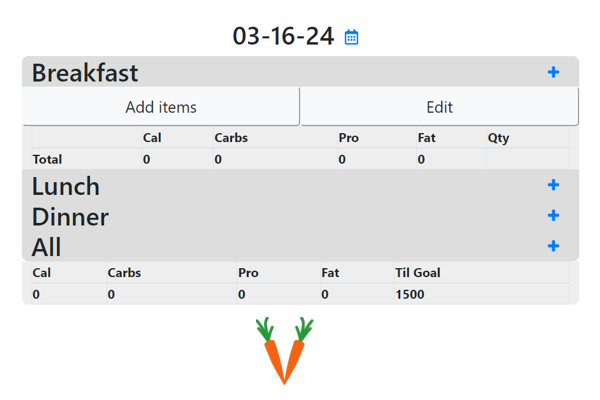 03-16-24
Breakfast +
Add items Edit
Cal Carbs Pro Fat Qty
Total 0 0 0 0
Lunch +
Dinner +
All +
Cal Carbs Pro Fat Til Goal
0 0 0 0 1500